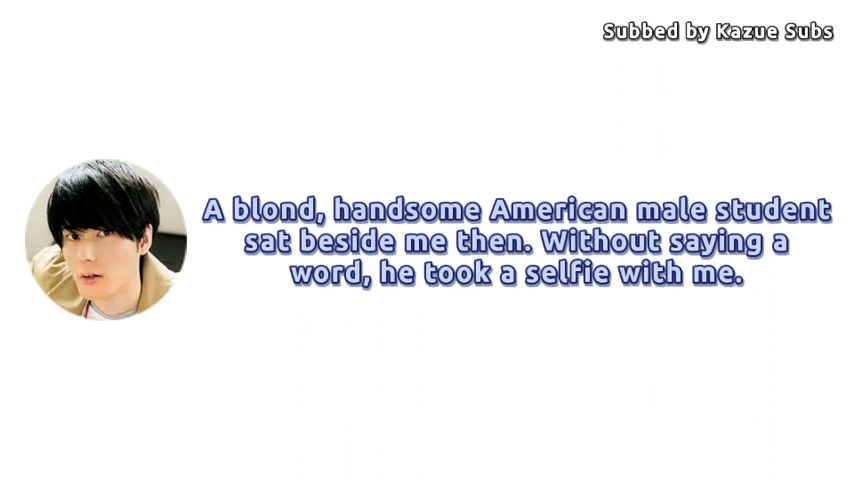 Subbed by Kazue Subs
A blond, handsome American male student
sat beside me then. Without saying a
word, he took a selfie with me.